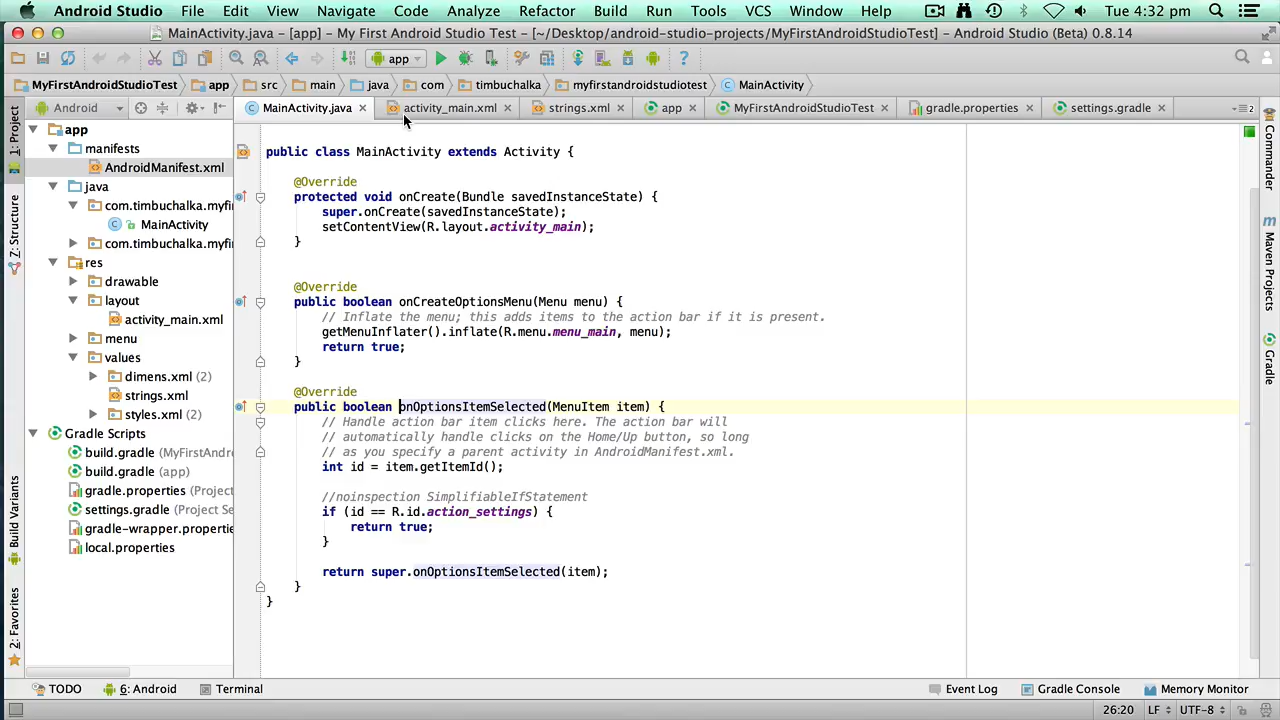 Android Studio File Edit View Navigate Code Analyze Refactor Build Run Tools VCS Window Help Tue 4:32 pm
MainActivity.java - [app] - My First Android Studio Test - [~/Desktop/android-studio-projects/MyFirstAndroidStudioTest] - Android Studio (Beta) 0.8.14
app
MyFirstAndroidStudioTest app src main java com timbuchalka myfirstandroidstudiotest MainActivity
Android MainActivity.java activity_main.xml strings.xml app MyFirstAndroidStudioTest gradle.properties settings.gradle 2
1: Project
Z: Structure
Build Variants
2: Favorites
app
manifests
AndroidManifest.xml
java
com.timbuchalka.myfi
MainActivity
com.timbuchalka.myfi
res
drawable
layout
activity_main.xml
menu
values
dimens.xml (2)
strings.xml
styles.xml (2)
Gradle Scripts
build.gradle (MyFirstAndr
build.gradle (app)
gradle.properties (Project
settings.gradle (Project Se
gradle-wrapper.properties
local.properties
public class MainActivity extends Activity {
@Override
protected void onCreate(Bundle savedInstanceState) {
super.onCreate(savedInstanceState);
setContentView(R.layout.activity_main);
}
@Override
public boolean onCreateOptionsMenu(Menu menu) {
// Inflate the menu; this adds items to the action bar if it is present.
getMenuInflater().inflate(R.menu.menu_main, menu);
return true;
}
@Override
public boolean onOptionsItemSelected(MenuItem item) {
// Handle action bar item clicks here. The action bar will
// automatically handle clicks on the Home/Up button, so long
// as you specify a parent activity in AndroidManifest.xml.
int id = item.getItemId();
//noinspection SimplifiableIfStatement
if (id == R.id.action_settings) {
return true;
}
return super.onOptionsItemSelected(item);
}
}
Commander
m
Maven Projects
Gradle
TODO 6: Android Terminal Event Log Gradle Console Memory Monitor
26:20 LF UTF-8